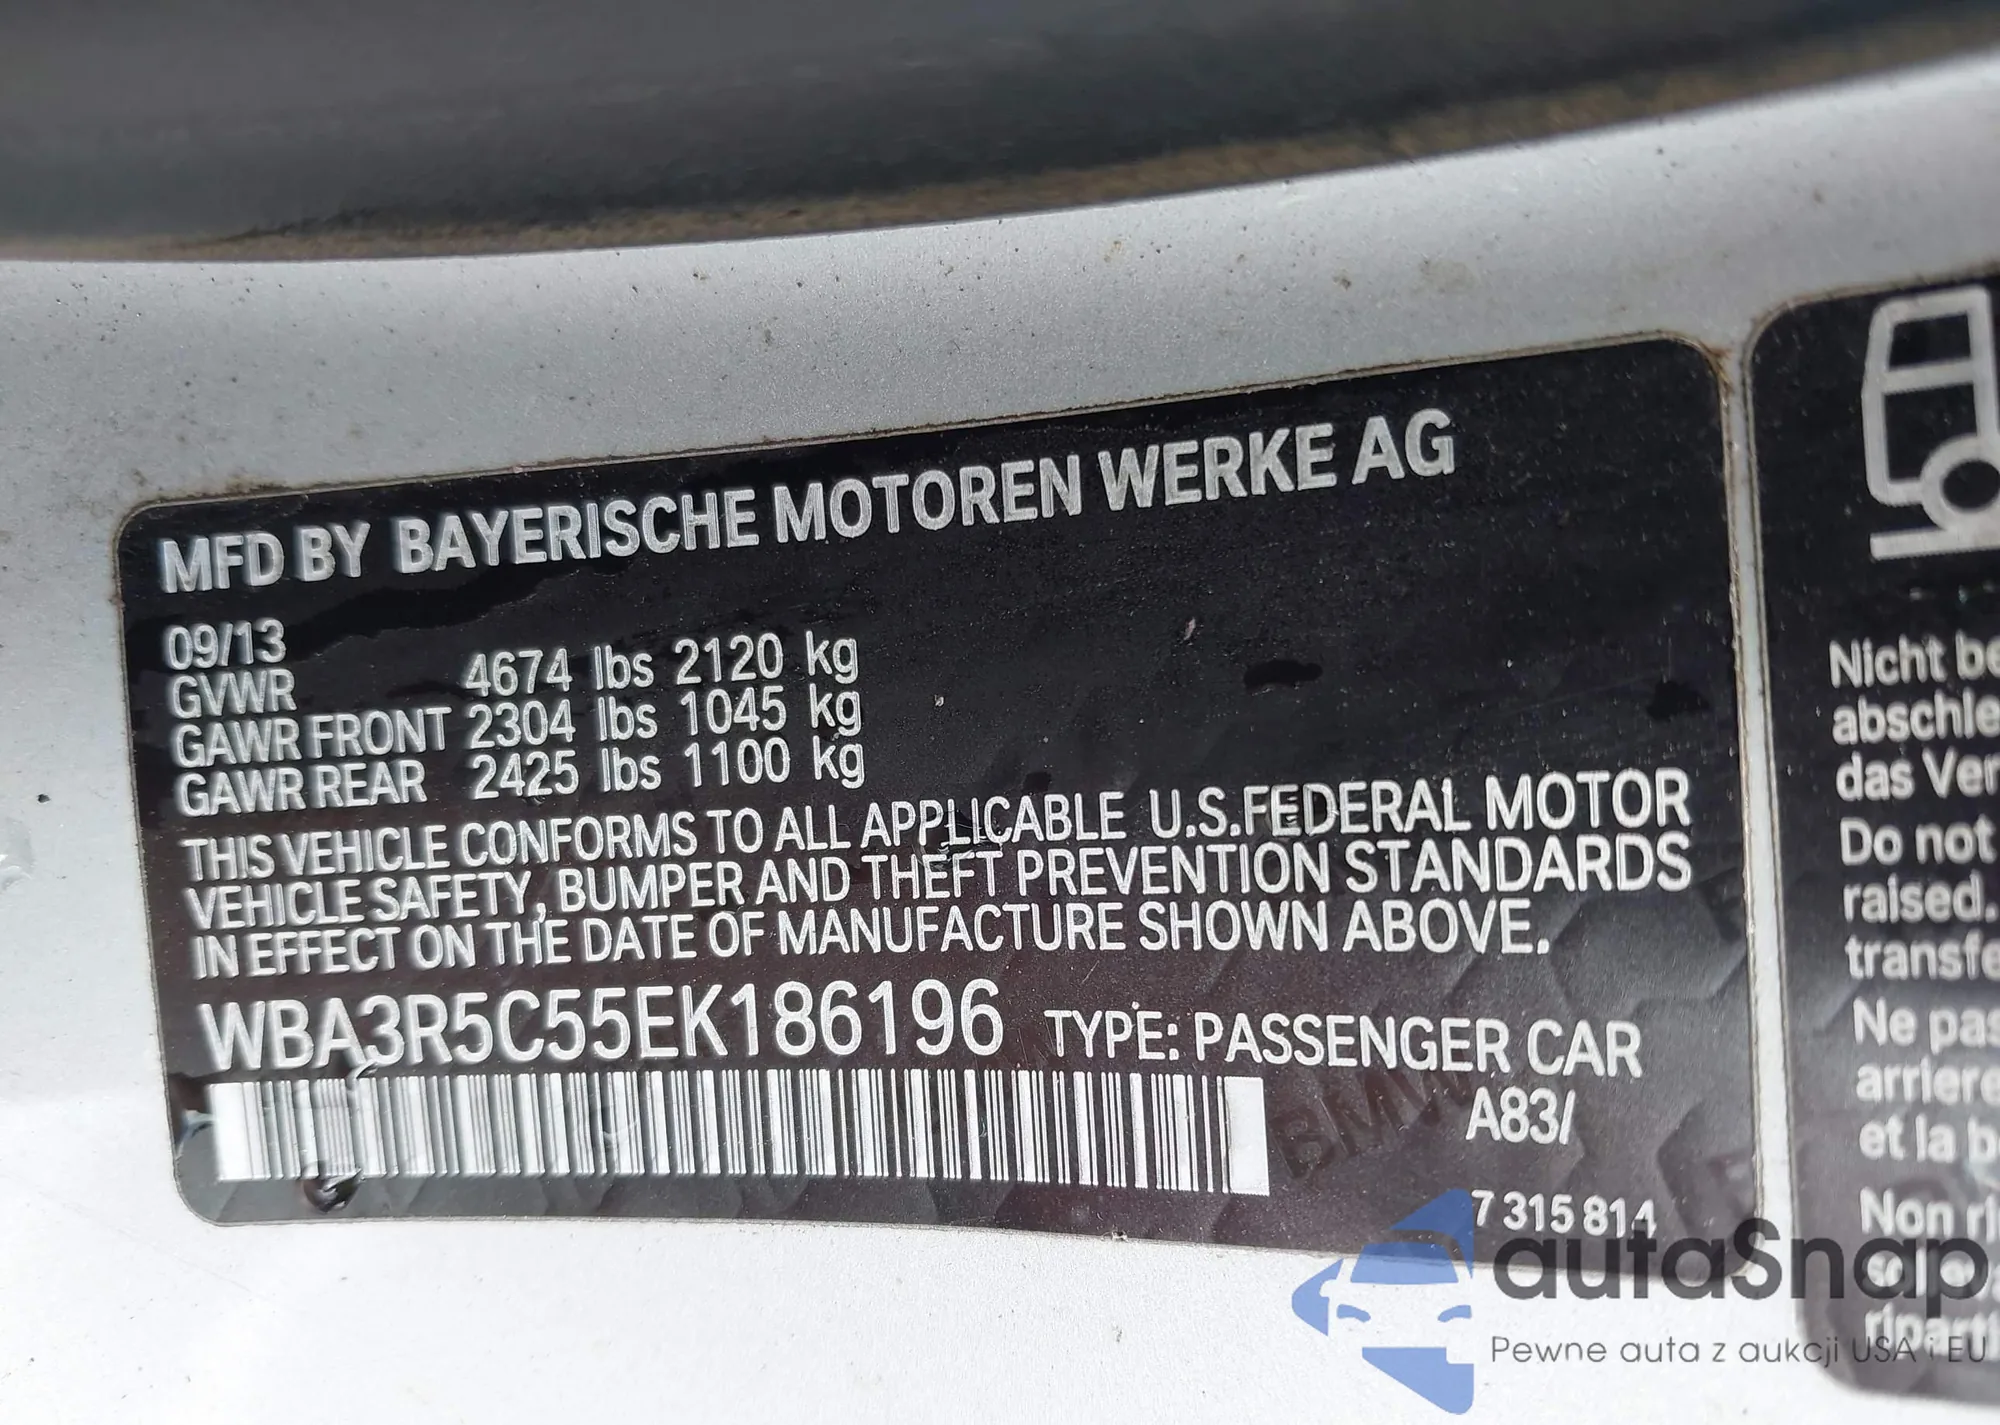 MFD BY BAYERISCHE MOTOREN WERKE AG
09/13
GVWR 4674 lbs 2120 kg
GAWR FRONT 2304 lbs 1045 kg
GAWR REAR 2425 lbs 1100 kg
THIS VEHICLE CONFORMS TO ALL APPLICABLE U.S.FEDERAL MOTOR
VEHICLE SAFETY, BUMPER AND THEFT PREVENTION STANDARDS
IN EFFECT ON THE DATE OF MANUFACTURE SHOWN ABOVE.
WBA3R5C55EK186196 TYPE: PASSENGER CAR
A83/
BMW
7 315 814
Nicht be
abschle
das Ver
Do not
raised.
transfe
Ne pas
arriere
et la b
Non ri
riparti
autoSnap
Pewne auta z aukcji USA i EU